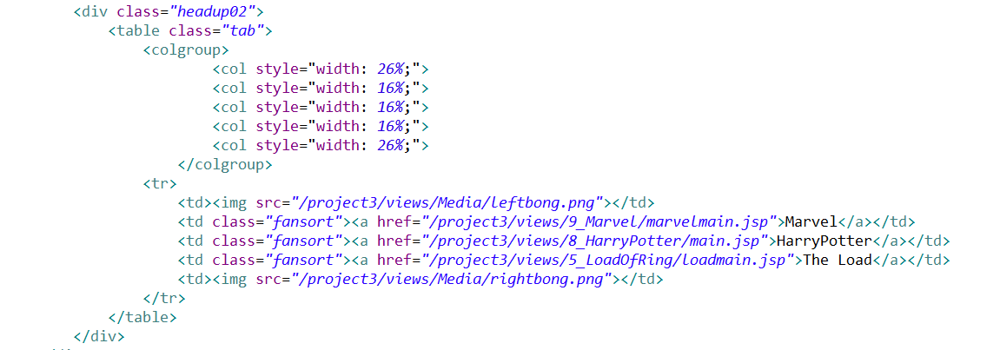 <div class="headup02">
<table class="tab">
<colgroup>
<col style="width: 26%;">
<col style="width: 16%;">
<col style="width: 16%;">
<col style="width: 16%;">
<col style="width: 26%;">
</colgroup>
<tr>
<td><img src="/project3/views/Media/leftbong.png"></td>
<td class="fansort"><a href="/project3/views/9_Marvel/marvelmain.jsp">Marvel</a></td>
<td class="fansort"><a href="/project3/views/8_HarryPotter/main.jsp">HarryPotter</a></td>
<td class="fansort"><a href="/project3/views/5_LoadOfRing/loadmain.jsp">The Load</a></td>
<td><img src="/project3/views/Media/rightbong.png"></td>
</tr>
</table>
</div>